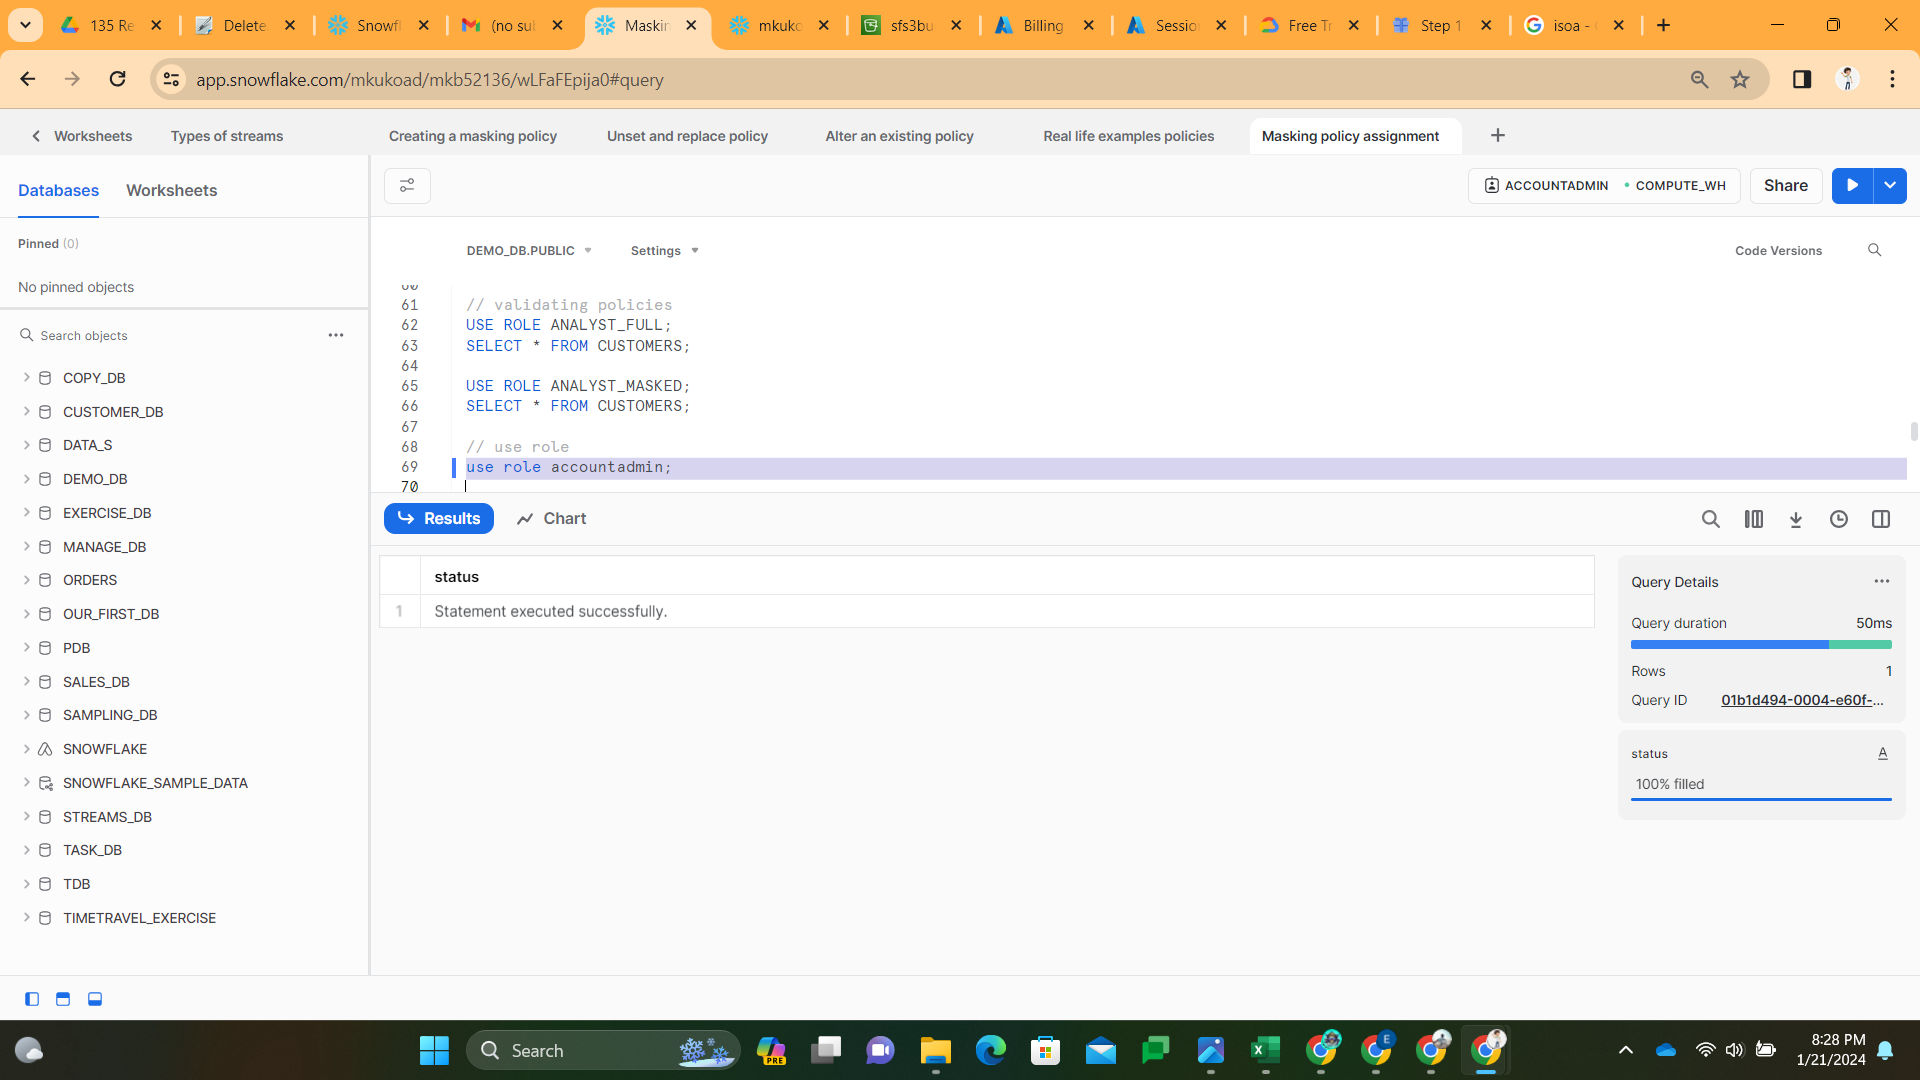 135 Re
Delete
Snowfl
(no sub
Maskin
mkuko
sfs3bu
Billing
Sessio
Free Tr
Step 1
isoa -
app.snowflake.com/mkukoad/mkb52136/wLFaFEpija0#query
Worksheets
Types of streams
Creating a masking policy
Unset and replace policy
Alter an existing policy
Real life examples policies
Masking policy assignment
Databases
Worksheets
ACCOUNTADMIN
COMPUTE_WH
Share
Pinned (0)
No pinned objects
DEMO_DB.PUBLIC
Settings
Code Versions
Search objects
COPY_DB
CUSTOMER_DB
DATA_S
DEMO_DB
EXERCISE_DB
MANAGE_DB
ORDERS
OUR_FIRST_DB
PDB
SALES_DB
SAMPLING_DB
SNOWFLAKE
SNOWFLAKE_SAMPLE_DATA
STREAMS_DB
TASK_DB
TDB
TIMETRAVEL_EXERCISE
60
61 // validating policies
62 USE ROLE ANALYST_FULL;
63 SELECT * FROM CUSTOMERS;
64
65 USE ROLE ANALYST_MASKED;
66 SELECT * FROM CUSTOMERS;
67
68 // use role
69 use role accountadmin;
70
Results
Chart
status
1 Statement executed successfully.
Query Details
Query duration 50ms
Rows 1
Query ID 01b1d494-0004-e60f-...
status A
100% filled
Search
PRE
E
8:28 PM
1/21/2024